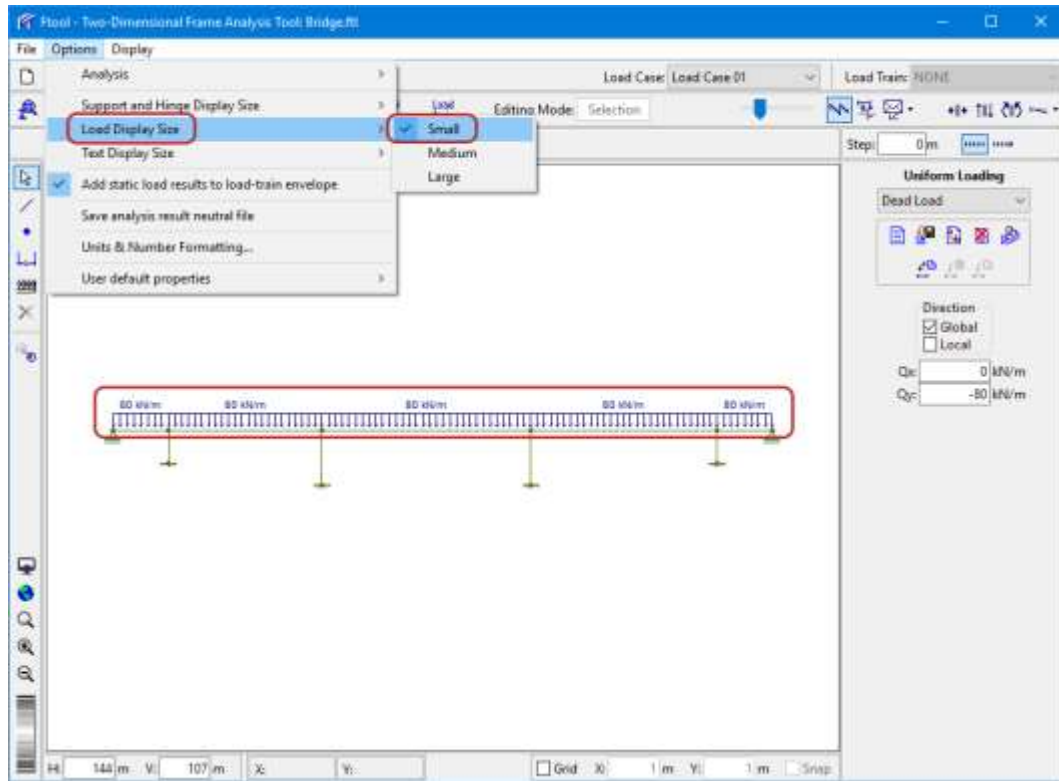 Ftool - Two-Dimensional Frame Analysis Tool: Bridge.ftl
File Options Display
Analysis
Load Case: Load Case 01
Load Train: NONE
Support and Hinge Display Size
Editing Mode: Selection
Load Display Size
Small
Text Display Size
Medium
Large
Step: 0 m
Add static load results to load-train envelope
Uniform Loading
Dead Load
Save analysis result neutral file
Units & Number Formatting...
User default properties
Direction
Global
Local
Qx: 0 kN/m
Qy: -80 kN/m
80 kN/m 80 kN/m 80 kN/m 80 kN/m 80 kN/m
H: 144 m V: 107 m X: Y: Grid X: 1 m Y: 1 m Snap